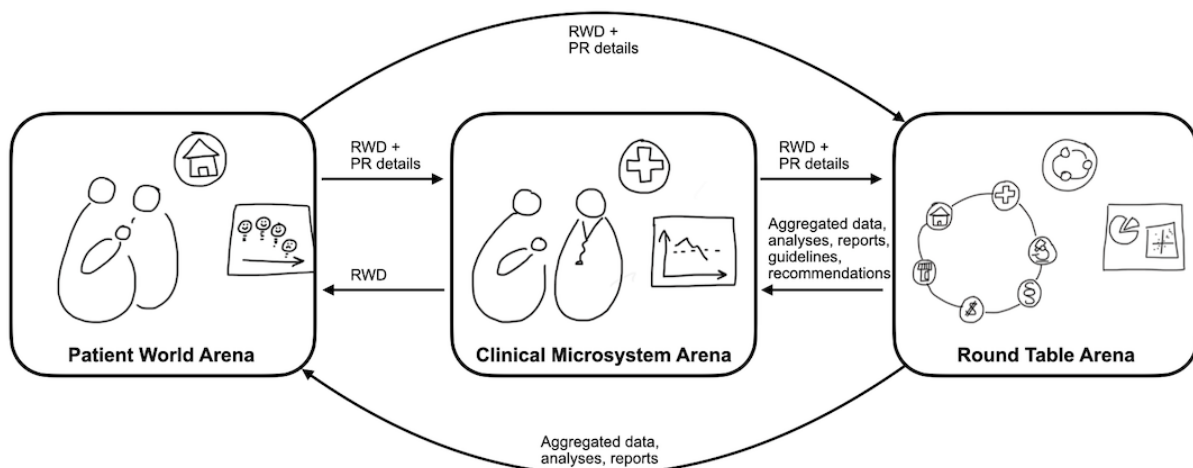 RWD +
PR details
RWD +
PR details
RWD +
PR details
Aggregated data,
analyses, reports,
guidelines,
recommendations
RWD
$
§
Patient World Arena
Clinical Microsystem Arena
Round Table Arena
Aggregated data,
analyses, reports